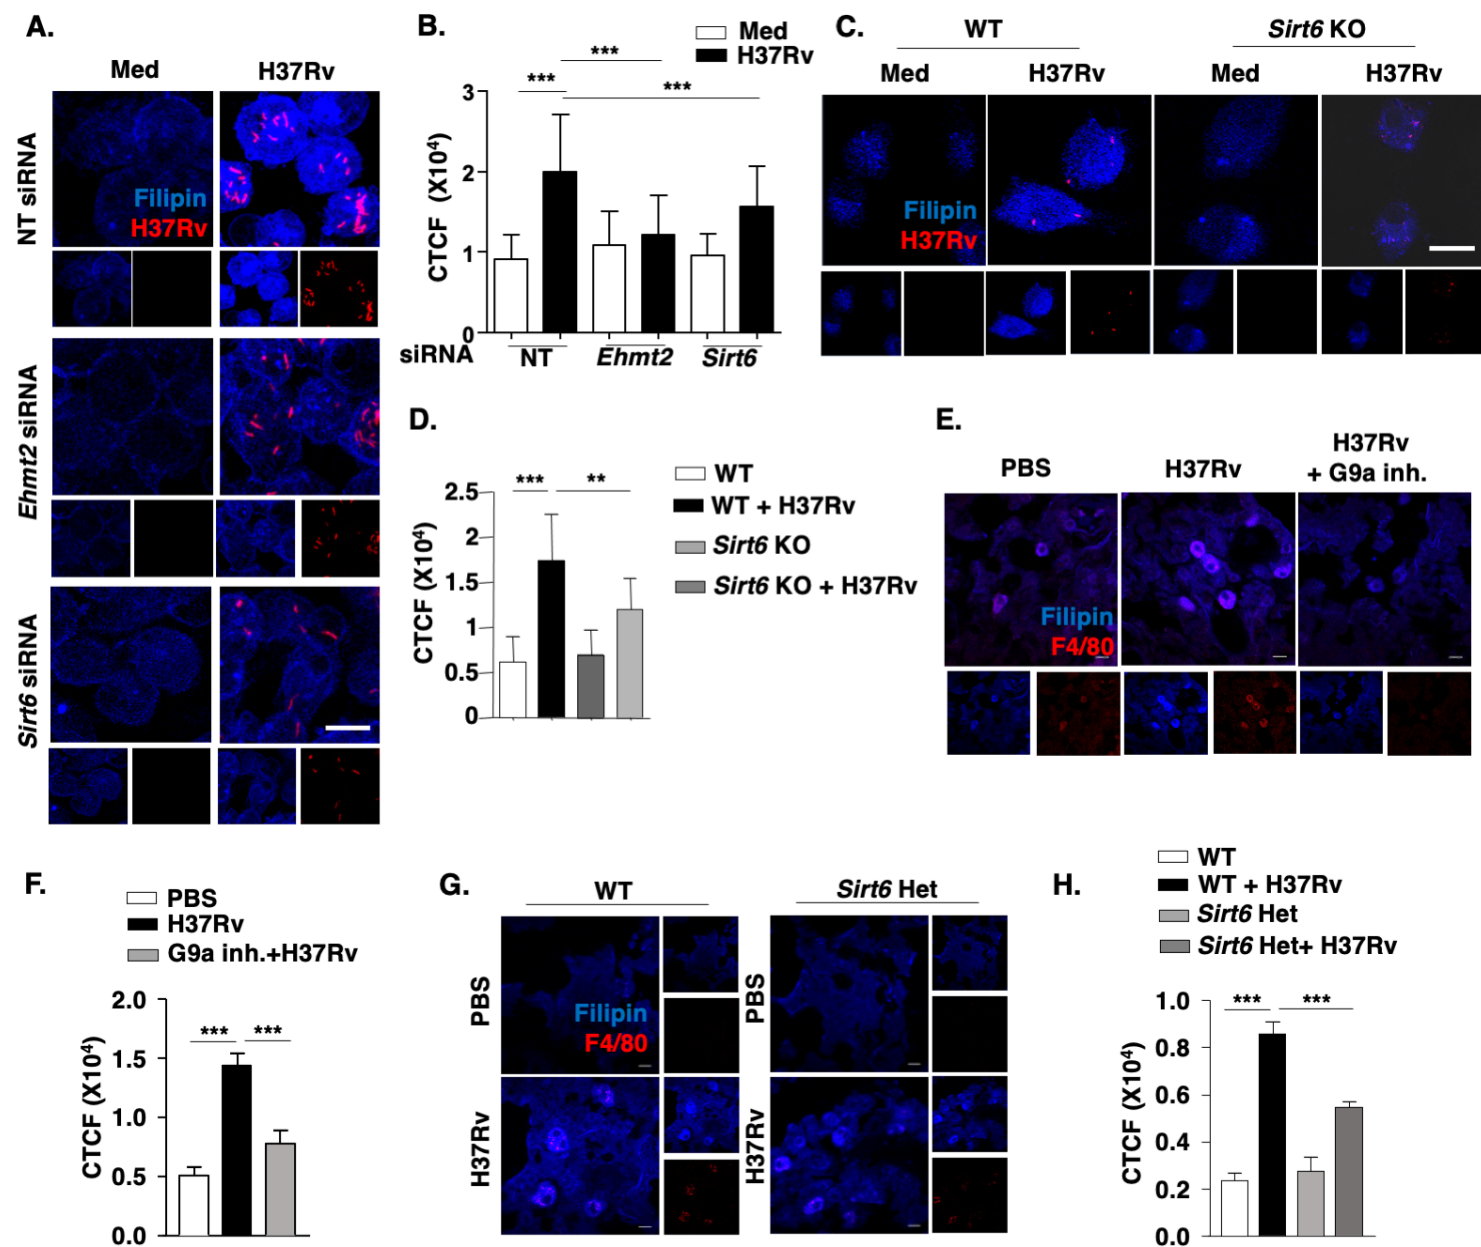 A.
Med H37Rv
NT siRNA
Filipin
H37Rv
Ehmt2 siRNA
Sirt6 siRNA
B.
Med
H37Rv
***
***
***
CTCF (X10⁴)
3
2
1
0
siRNA NT Ehmt2 Sirt6
C.
WT Sirt6 KO
Med H37Rv Med H37Rv
Filipin
H37Rv
D.
WT
WT + H37Rv
Sirt6 KO
Sirt6 KO + H37Rv
*** **
CTCF (X10⁴)
2.5
2
1.5
1
0.5
0
E.
PBS H37Rv H37Rv
+ G9a inh.
Filipin
F4/80
F.
PBS
H37Rv
G9a inh.+H37Rv
*** ***
CTCF (X10⁴)
2.0
1.5
1.0
0.5
0.0
G.
WT Sirt6 Het
PBS PBS
Filipin
F4/80
H37Rv H37Rv
H.
WT
WT + H37Rv
Sirt6 Het
Sirt6 Het+ H37Rv
*** ***
CTCF (X10⁴)
1.0
0.8
0.6
0.4
0.2
0.0